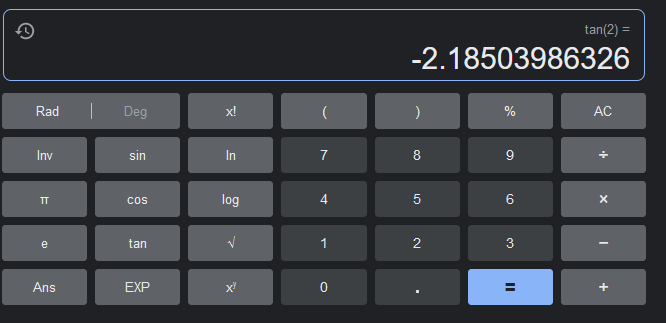 tan(2) =
-2.18503986326
Rad | Deg x! ( ) % AC
Inv sin ln 7 8 9 ÷
π cos log 4 5 6 ×
e tan √ 1 2 3 −
Ans EXP xʸ 0 . = +